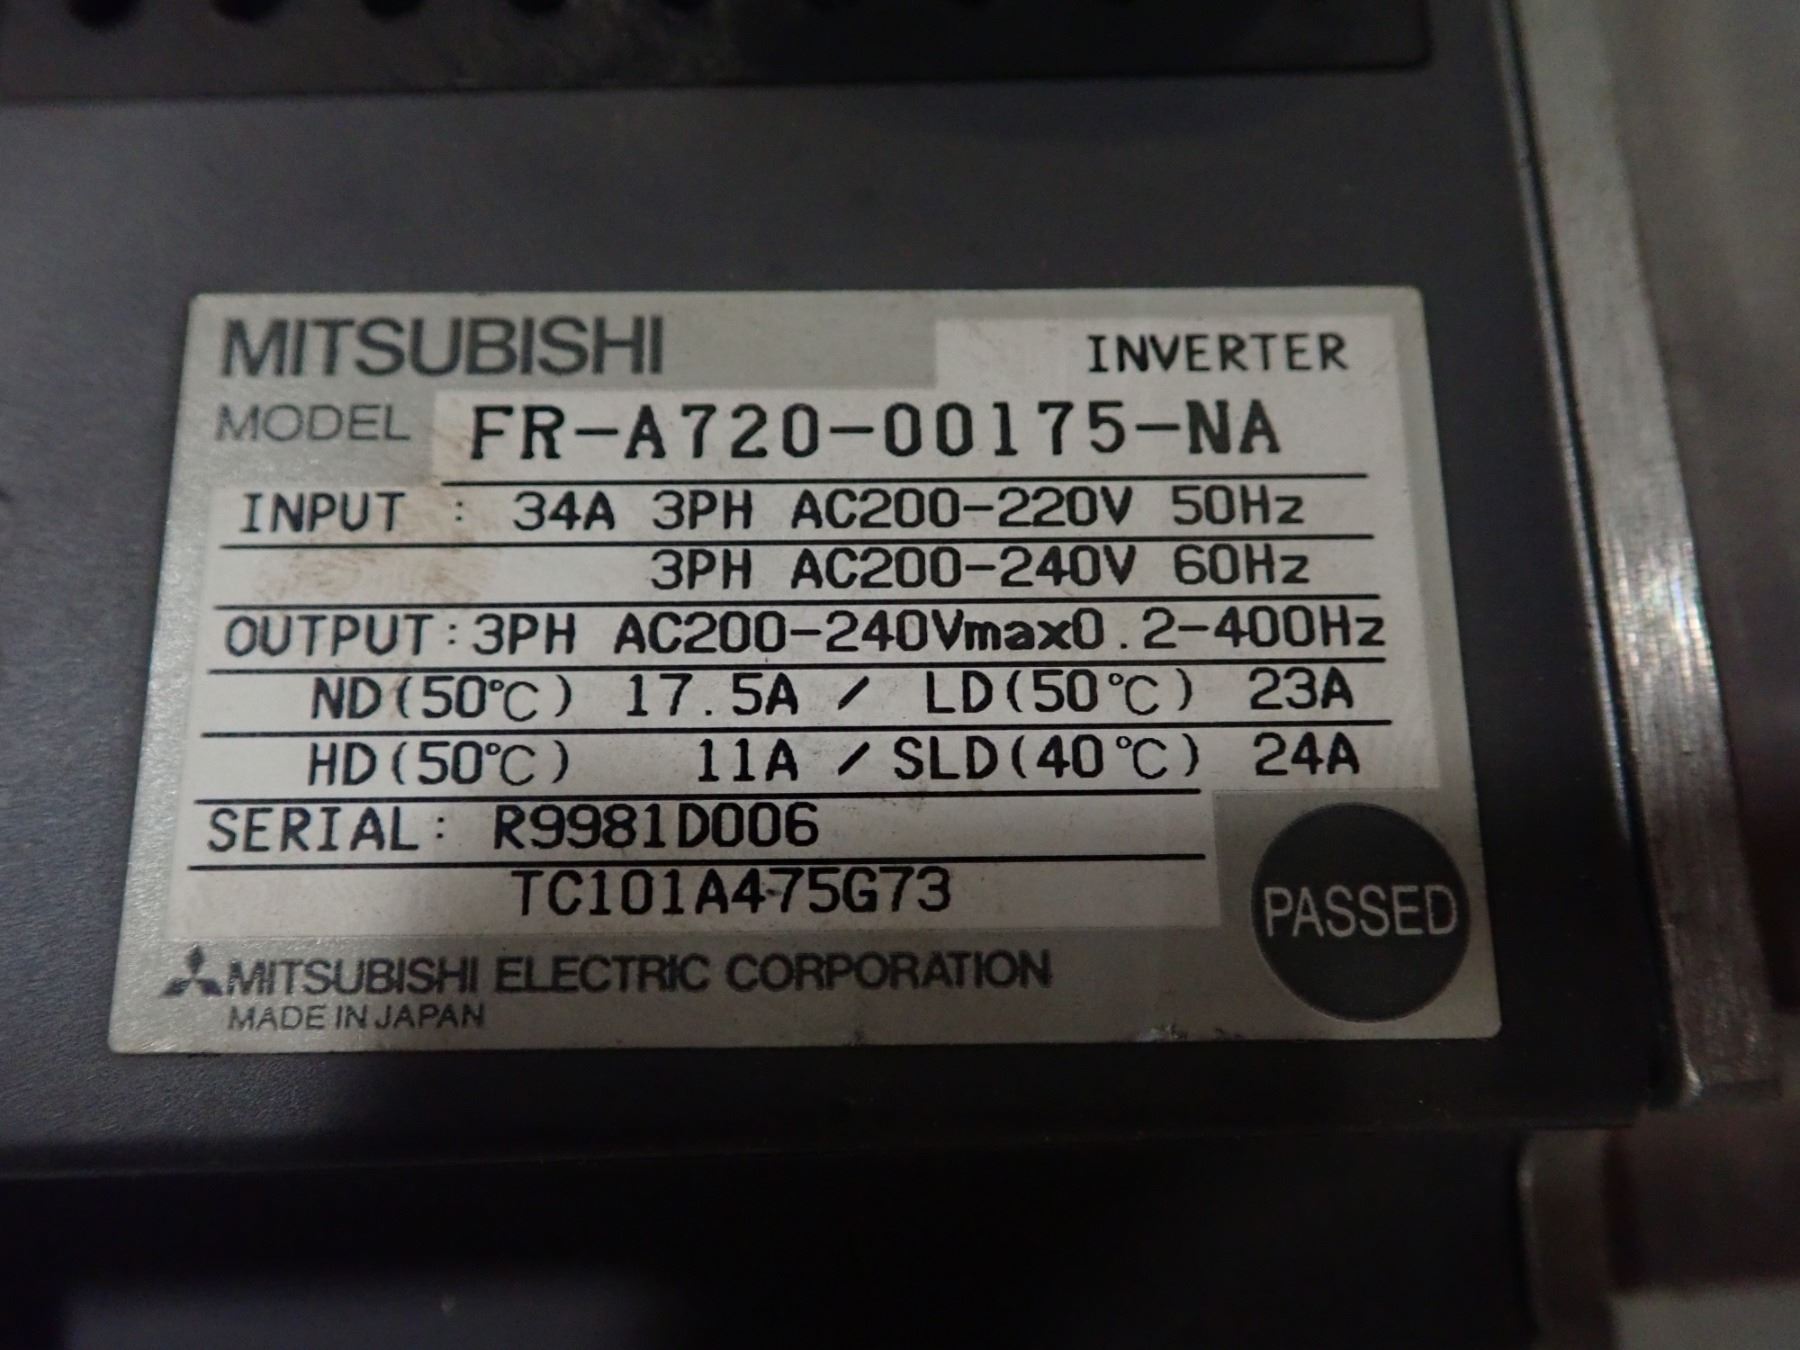 MITSUBISHI INVERTER
MODEL FR-A720-00175-NA
INPUT : 34A 3PH AC200-220V 50Hz
3PH AC200-240V 60Hz
OUTPUT:3PH AC200-240Vmax0.2-400Hz
ND(50℃) 17.5A / LD(50℃) 23A
HD(50℃) 11A / SLD(40℃) 24A
SERIAL: R9981D006
TC101A475G73
PASSED
MITSUBISHI ELECTRIC CORPORATION
MADE IN JAPAN